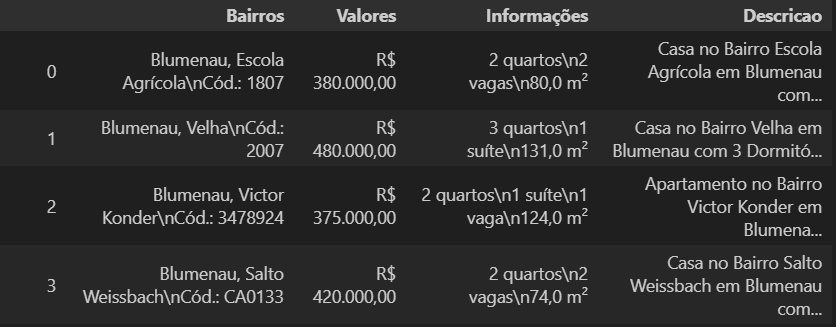 Bairros Valores Informações Descricao
0 Blumenau, Escola Agrícola\nCód.: 1807 R$ 380.000,00 2 quartos\n2 vagas\n80,0 m² Casa no Bairro Escola Agrícola em Blumenau com...
1 Blumenau, Velha\nCód.: 2007 R$ 480.000,00 3 quartos\n1 suíte\n131,0 m² Casa no Bairro Velha em Blumenau com 3 Dormitó...
2 Blumenau, Victor Konder\nCód.: 3478924 R$ 375.000,00 2 quartos\n1 suíte\n1 vaga\n124,0 m² Apartamento no Bairro Victor Konder em Blumena...
3 Blumenau, Salto Weissbach\nCód.: CA0133 R$ 420.000,00 2 quartos\n2 vagas\n74,0 m² Casa no Bairro Salto Weissbach em Blumenau com...